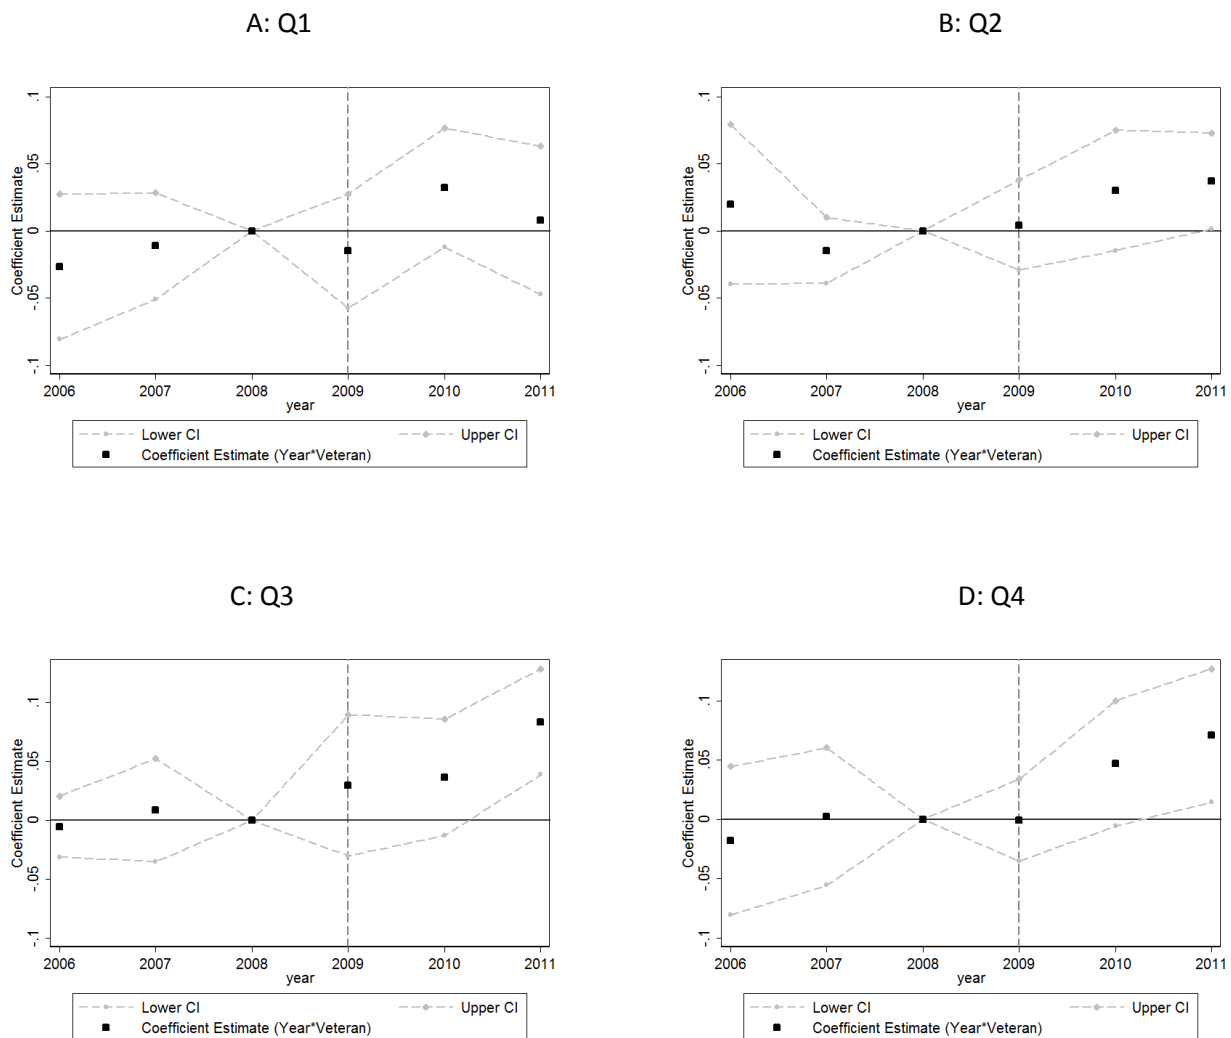 A: Q1
Coefficient Estimate
.1
.05
0
-.05
-.1
2006 2007 2008 2009 2010 2011
year
Lower CI Upper CI
Coefficient Estimate (Year*Veteran)
B: Q2
Coefficient Estimate
.1
.05
0
-.05
-.1
2006 2007 2008 2009 2010 2011
year
Lower CI Upper CI
Coefficient Estimate (Year*Veteran)
C: Q3
Coefficient Estimate
.1
.05
0
-.05
-.1
2006 2007 2008 2009 2010 2011
year
Lower CI Upper CI
Coefficient Estimate (Year*Veteran)
D: Q4
Coefficient Estimate
.1
.05
0
-.05
-.1
2006 2007 2008 2009 2010 2011
year
Lower CI Upper CI
Coefficient Estimate (Year*Veteran)